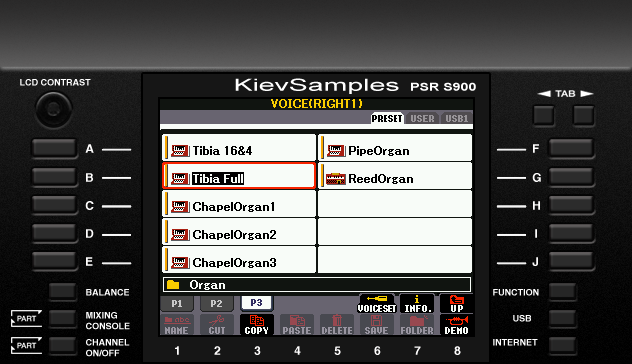 LCD CONTRAST
KievSamples PSR S900
◄ TAB ►
VOICE(RIGHT1)
PRESET USER USB1
A
Tibia 16&4
PipeOrgan
F
B
Tibia Full
ReedOrgan
G
C
ChapelOrgan1
H
D
ChapelOrgan2
I
E
ChapelOrgan3
J
Organ
BALANCE
P1 P2 P3
VOICESET INFO. UP
FUNCTION
PART
MIXING
CONSOLE
NAME CUT COPY PASTE DELETE SAVE FOLDER DEMO
USB
PART
CHANNEL
ON/OFF
INTERNET
1 2 3 4 5 6 7 8